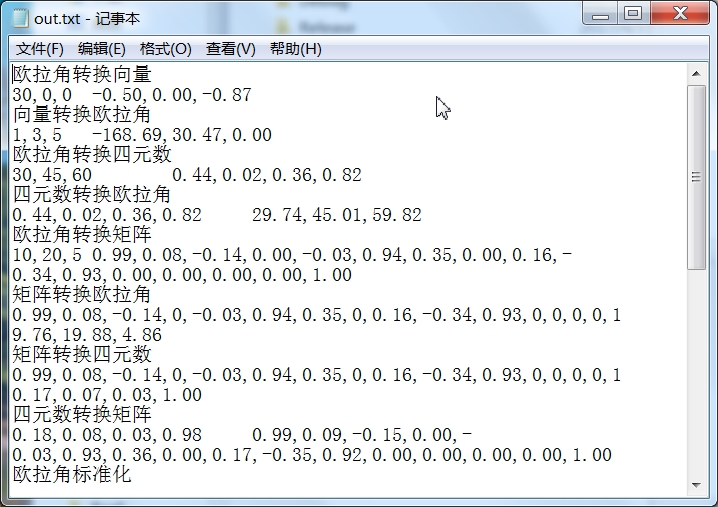 out.txt - 记事本
文件(F) 编辑(E) 格式(O) 查看(V) 帮助(H)
欧拉角转换向量
30,0,0 -0.50,0.00,-0.87
向量转换欧拉角
1,3,5 -168.69,30.47,0.00
欧拉角转换四元数
30,45,60 0.44,0.02,0.36,0.82
四元数转换欧拉角
0.44,0.02,0.36,0.82 29.74,45.01,59.82
欧拉角转换矩阵
10,20,5 0.99,0.08,-0.14,0.00,-0.03,0.94,0.35,0.00,0.16,-
0.34,0.93,0.00,0.00,0.00,0.00,1.00
矩阵转换欧拉角
0.99,0.08,-0.14,0,-0.03,0.94,0.35,0,0.16,-0.34,0.93,0,0,0,0,1
9.76,19.88,4.86
矩阵转换四元数
0.99,0.08,-0.14,0,-0.03,0.94,0.35,0,0.16,-0.34,0.93,0,0,0,0,1
0.17,0.07,0.03,1.00
四元数转换矩阵
0.18,0.08,0.03,0.98 0.99,0.09,-0.15,0.00,-
0.03,0.93,0.36,0.00,0.17,-0.35,0.92,0.00,0.00,0.00,0.00,1.00
欧拉角标准化